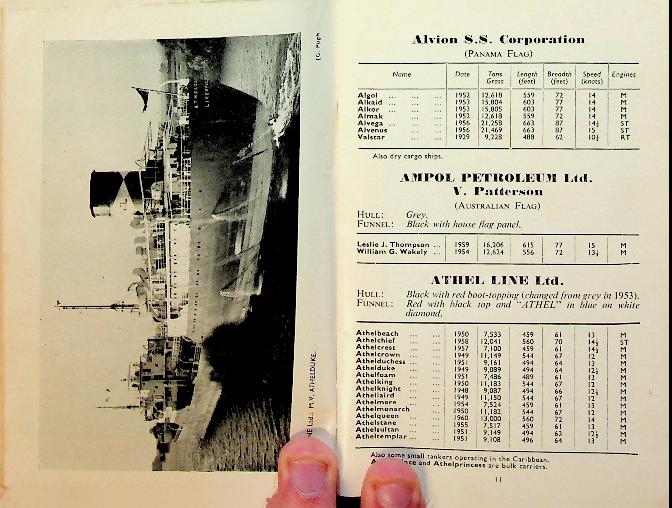 [G. Pugh
NE Ltd.: M.V. ATHELDUKE.
Alvion S.S. Corporation
(PANAMA FLAG)
Name Date Tons Gross Length (feet) Breadth (feet) Speed (knots) Engines
Algol ... ... ... 1952 12,618 559 72 14 M
Alkaid ... ... ... 1953 15,804 603 77 14 M
Alkor ... ... ... 1953 15,805 603 77 14 M
Almak ... ... ... 1952 12,618 559 72 14 M
Alvega ... ... ... 1956 21,258 663 87 14½ ST
Alvenus ... ... ... 1956 21,469 663 87 15 ST
Valstar ... ... ... 1929 9,228 488 62 10½ RT
Also dry cargo ships.
AMPOL PETROLEUM Ltd.
V. Patterson
(AUSTRALIAN FLAG)
HULL: Grey.
FUNNEL: Black with house flag panel.
Leslie J. Thompson ... 1959 16,206 615 77 15 M
William G. Wakely ... 1954 12,624 556 72 13½ M
ATHEL LINE Ltd.
HULL: Black with red boot-topping (changed from grey in 1953).
FUNNEL: Red with black top and "ATHEL" in blue on white
diamond.
Athelbeach ... ... 1950 7,533 459 61 13 M
Athelchief ... ... 1958 12,041 560 70 14½ ST
Athelcrest ... ... 1957 7,100 459 61 14½ M
Athelcrown ... ... 1949 11,149 544 67 12 M
Athelduchess ... ... 1951 9,161 494 64 13 M
Athelduke ... ... 1949 9,089 494 64 12½ M
Athelfoam ... ... 1951 7,486 489 61 13 M
Athelking ... ... 1950 11,183 544 67 12 M
Athelknight ... ... 1948 9,087 494 66 12½ M
Athellaird ... ... 1949 11,150 544 67 12 M
Athelmere ... ... 1954 7,524 459 61 13 M
Athelmonarch ... ... 1950 11,182 544 67 12 M
Athelqueen ... ... 1960 13,000 560 72 14 M
Athelstane ... ... 1955 7,517 459 61 13 M
Athelsultan ... ... 1951 9,149 494 63 12½ M
Atheltemplar ... ... 1951 9,108 496 64 13 M
Also some small tankers operating in the Caribbean.
and Athelprincess are bulk carriers.
11